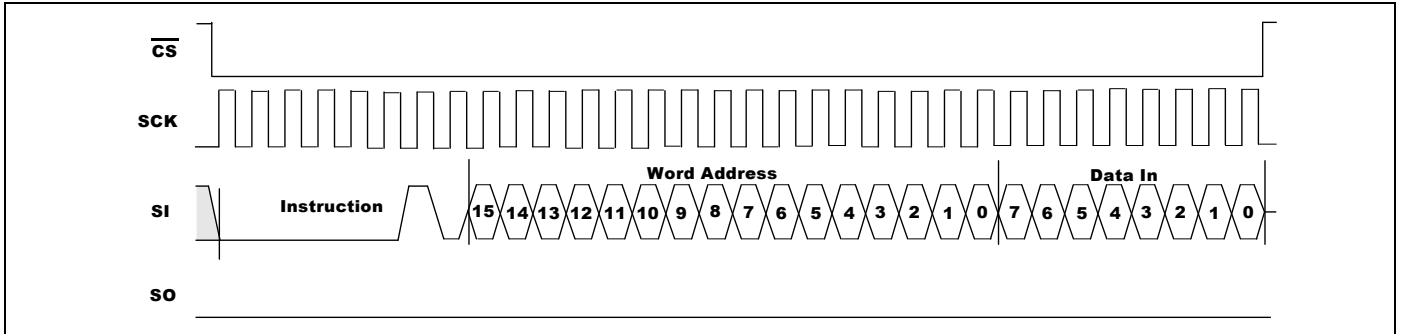 CS
SCK
Word Address
Data In
SI
Instruction
15 14 13 12 11 10 9 8 7 6 5 4 3 2 1 0 7 6 5 4 3 2 1 0
SO